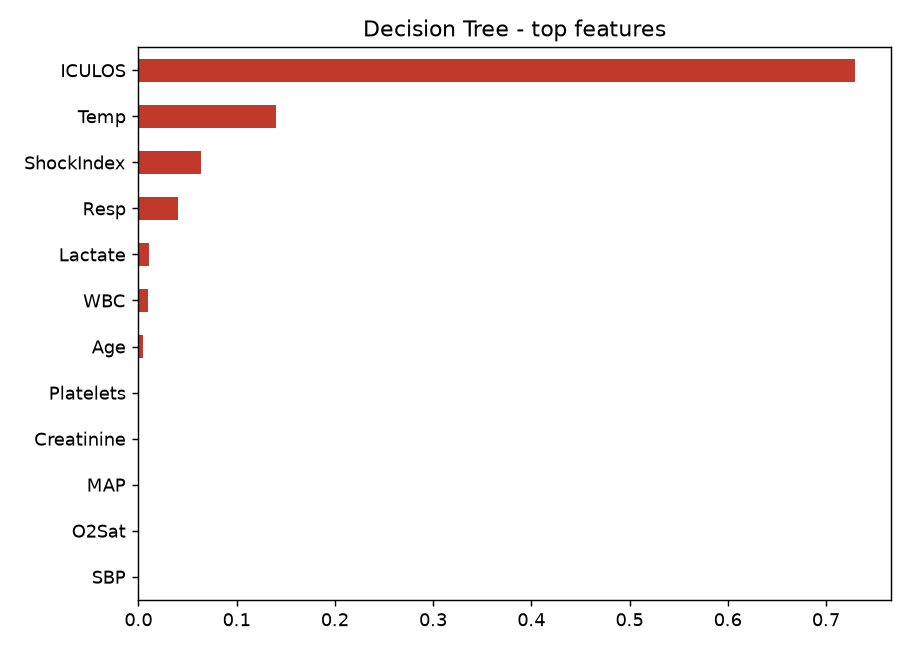 Decision Tree - top features
ICULOS
Temp
ShockIndex
Resp
Lactate
WBC
Age
Platelets
Creatinine
MAP
O2Sat
SBP
0.0 0.1 0.2 0.3 0.4 0.5 0.6 0.7